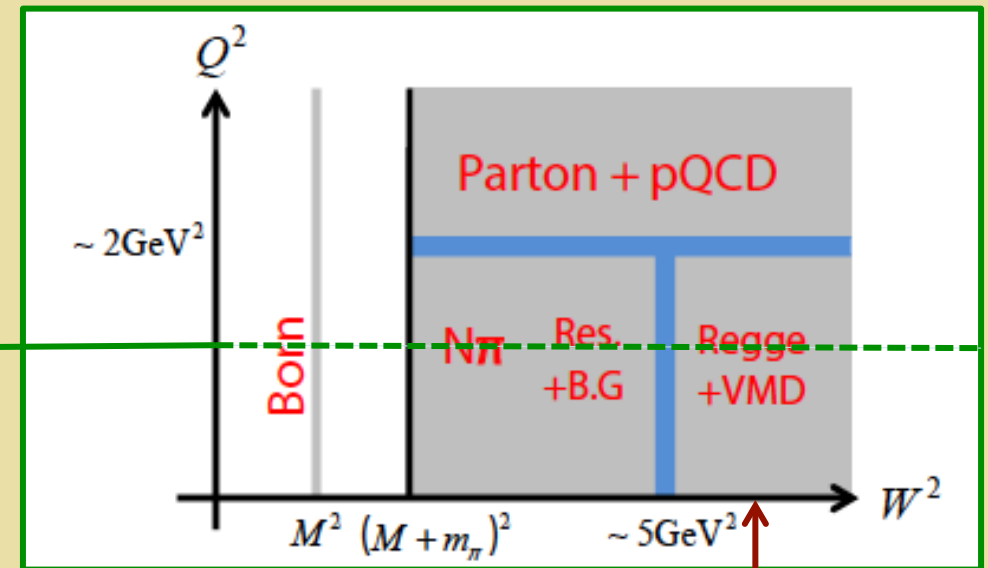 Q²
Parton + pQCD
~ 2GeV²
Born
Nπ
Res.
+B.G
Regge
+VMD
W²
M² (M + m_π)² ~ 5GeV²